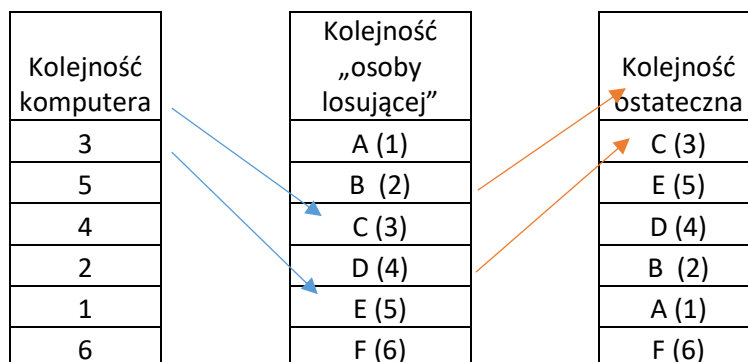 Kolejność
komputera
3
5
4
2
1
6
Kolejność
„osoby
losującej”
A (1)
B (2)
C (3)
D (4)
E (5)
F (6)
Kolejność
ostateczna
C (3)
E (5)
D (4)
B (2)
A (1)
F (6)